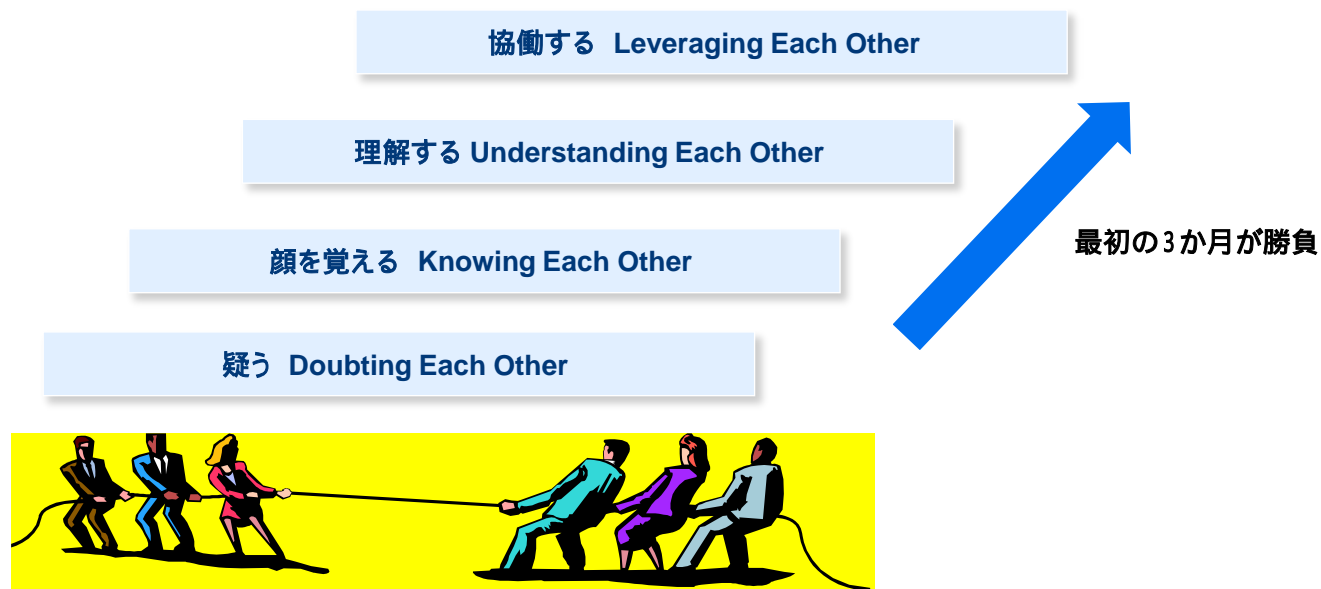 協働する Leveraging Each Other
理解する Understanding Each Other
顔を覚える Knowing Each Other
最初の3か月が勝負
疑う Doubting Each Other